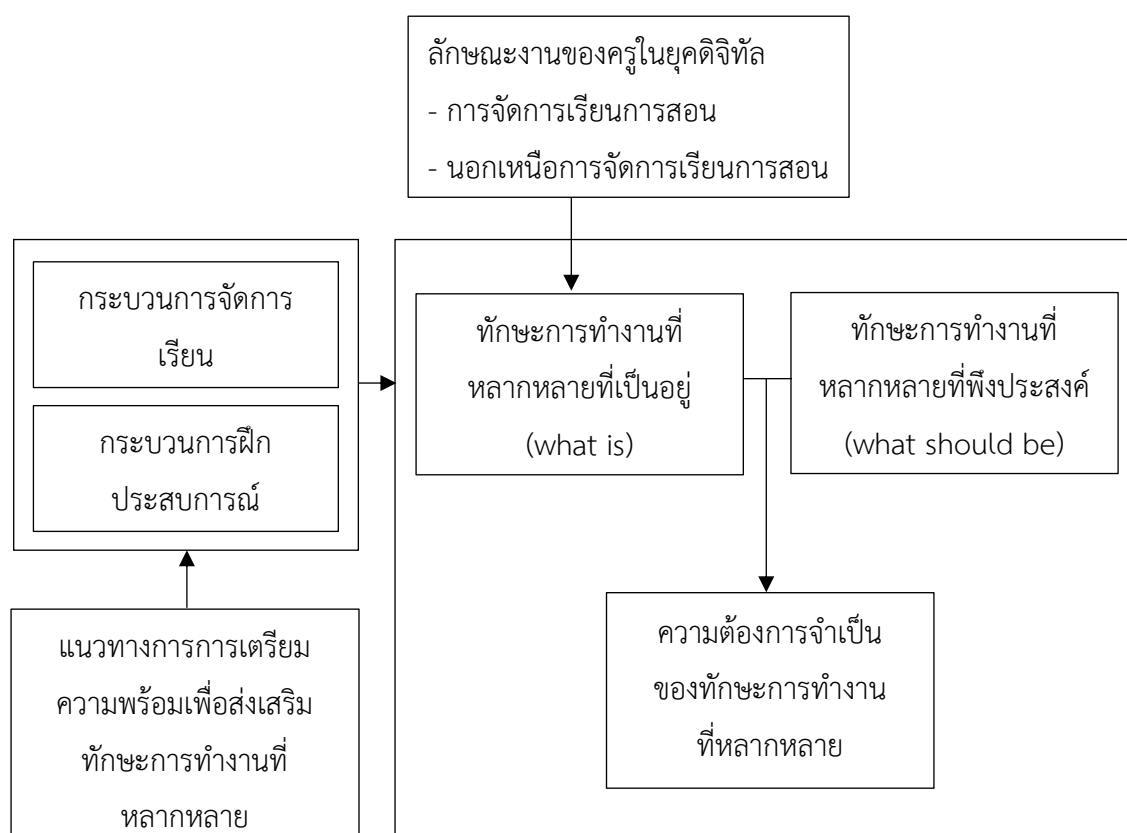 ลักษณะงานของครูในยุคดิจิทัล
- การจัดการเรียนการสอน
- นอกเหนือการจัดการเรียนการสอน
กระบวนการจัดการ
เรียน
กระบวนการฝึก
ประสบการณ์
ทักษะการทำงานที่
หลากหลายที่เป็นอยู่
(what is)
ทักษะการทำงานที่
หลากหลายที่พึงประสงค์
(what should be)
แนวทางการการเตรียม
ความพร้อมเพื่อส่งเสริม
ทักษะการทำงานที่
หลากหลาย
ความต้องการจำเป็น
ของทักษะการทำงาน
ที่หลากหลาย